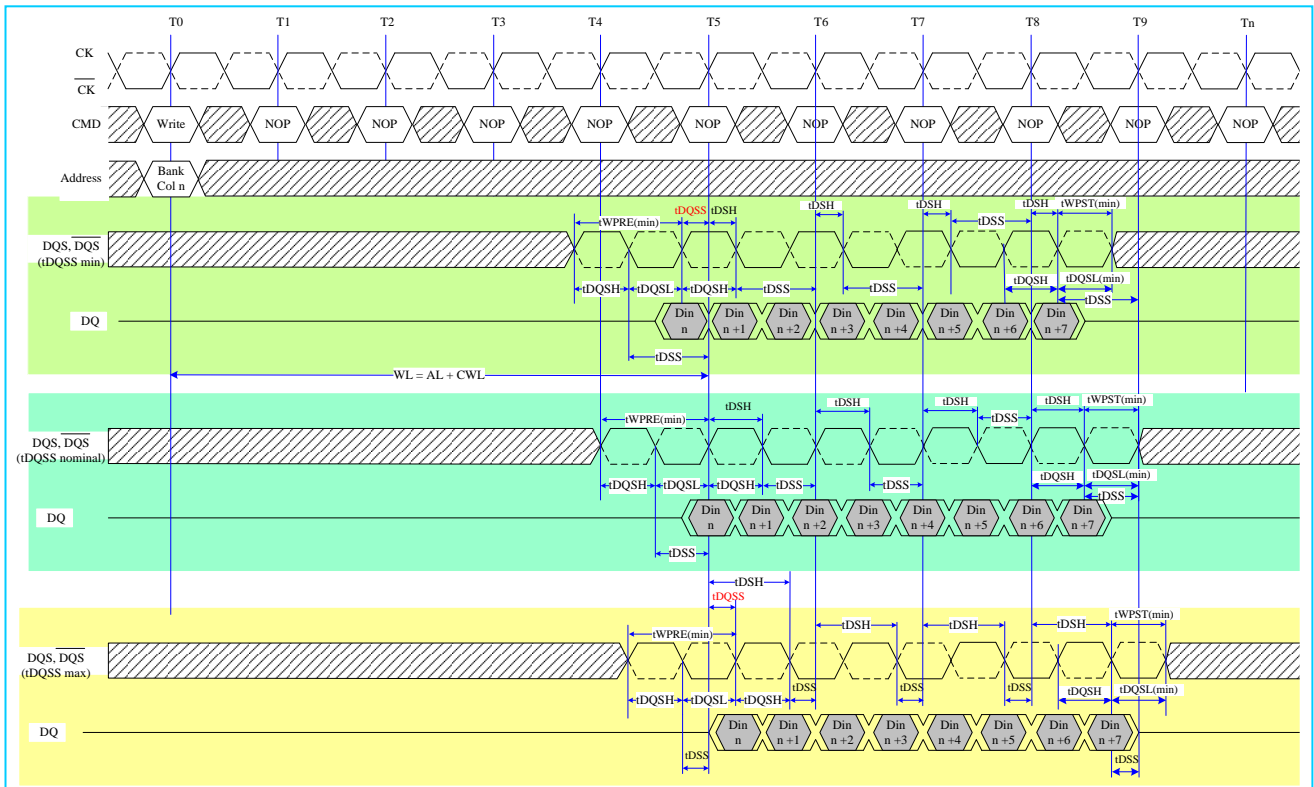 T0 T1 T2 T3 T4 T5 T6 T7 T8 T9 Tn
CK
CK
CMD Write NOP NOP NOP NOP NOP NOP NOP NOP NOP NOP
Address Bank
Col n
tWPRE(min) tDQSS tDSH tDSH tDSH tDSS tDSH tWPST(min)
DQS, DQS
(tDQSS min)
tDQSH tDQSL tDQSH tDSS tDSS tDQSH tDQSL(min)
tDSS
DQ Din n Din n +1 Din n +2 Din n +3 Din n +4 Din n +5 Din n +6 Din n +7
tDSS
WL = AL + CWL
tWPRE(min) tDSH tDSH tDSH tDSS tDSH tWPST(min)
DQS, DQS
(tDQSS nominal)
tDQSH tDQSL tDQSH tDSS tDSS tDQSH tDQSL(min)
tDSS
DQ Din n Din n +1 Din n +2 Din n +3 Din n +4 Din n +5 Din n +6 Din n +7
tDSS
tDSH
tDQSS
tWPRE(min) tDSH tDSH tDSH tWPST(min)
DQS, DQS
(tDQSS max)
tDQSH tDQSL tDQSH tDSS tDSS tDSS tDQSH tDQSL(min)
DQ Din n Din n +1 Din n +2 Din n +3 Din n +4 Din n +5 Din n +6 Din n +7
tDSS tDSS